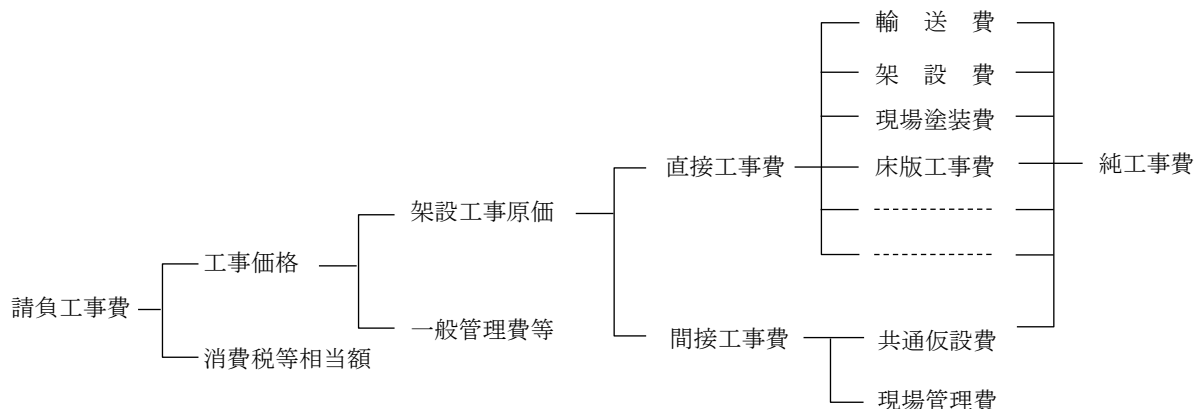 輸 送 費
架 設 費
現場塗装費
直接工事費
床版工事費
純工事費
架設工事原価
工事価格
請負工事費
一般管理費等
間接工事費
共通仮設費
消費税等相当額
現場管理費